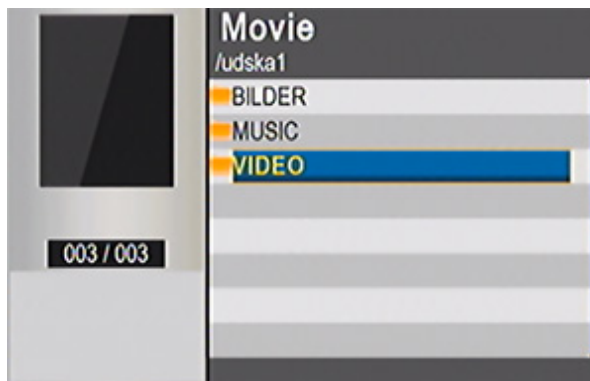 Movie
/udska1
BILDER
MUSIC
VIDEO
003 / 003